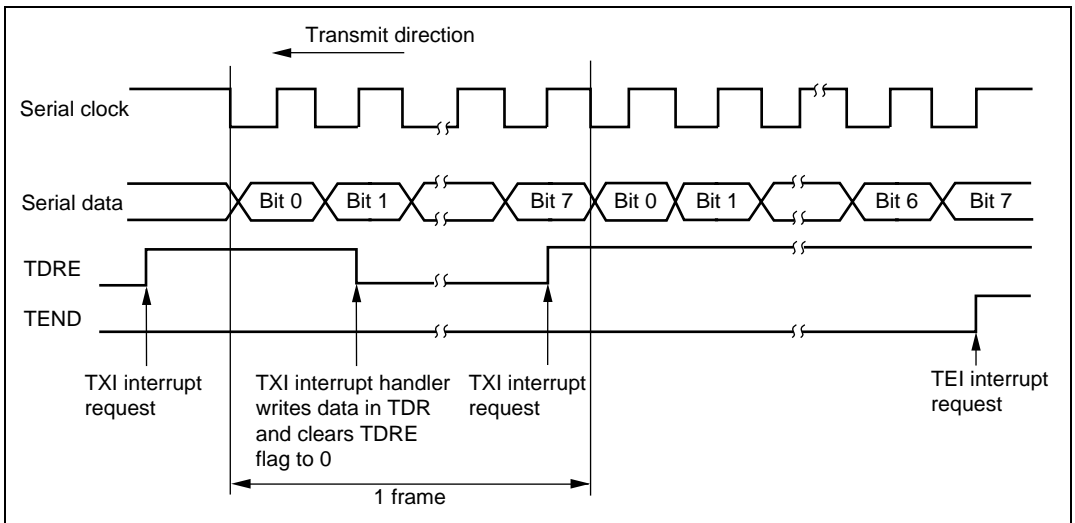 Transmit direction
Serial clock
Serial data
Bit 0
Bit 1
Bit 7
Bit 0
Bit 1
Bit 6
Bit 7
TDRE
TEND
TXI interrupt
request
TXI interrupt handler
writes data in TDR
and clears TDRE
flag to 0
TXI interrupt
request
TEI interrupt
request
1 frame